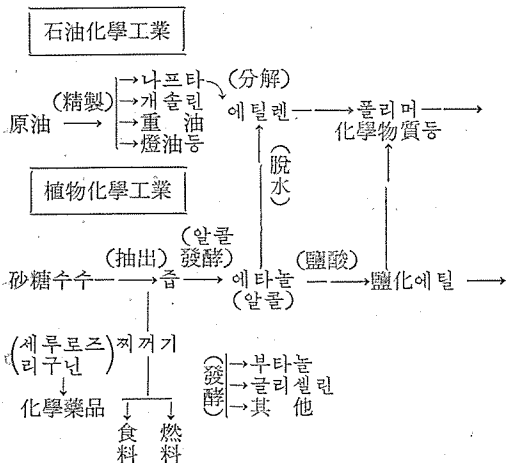 石油化學工業
原油 (精製)
나프타
개솔린
重油
燈油등
(分解)
에틸렌
폴리머
化學物質등
(脫水)
植物化學工業
砂糖수수 (抽出) 즙 (알콜
發酵) 에타놀
(알콜)
(鹽酸) 鹽化에틸
(세루로즈
리구닌)
찌꺼기
化學藥品
食料
燃料
(發酵)
부타놀
글리셀린
其他